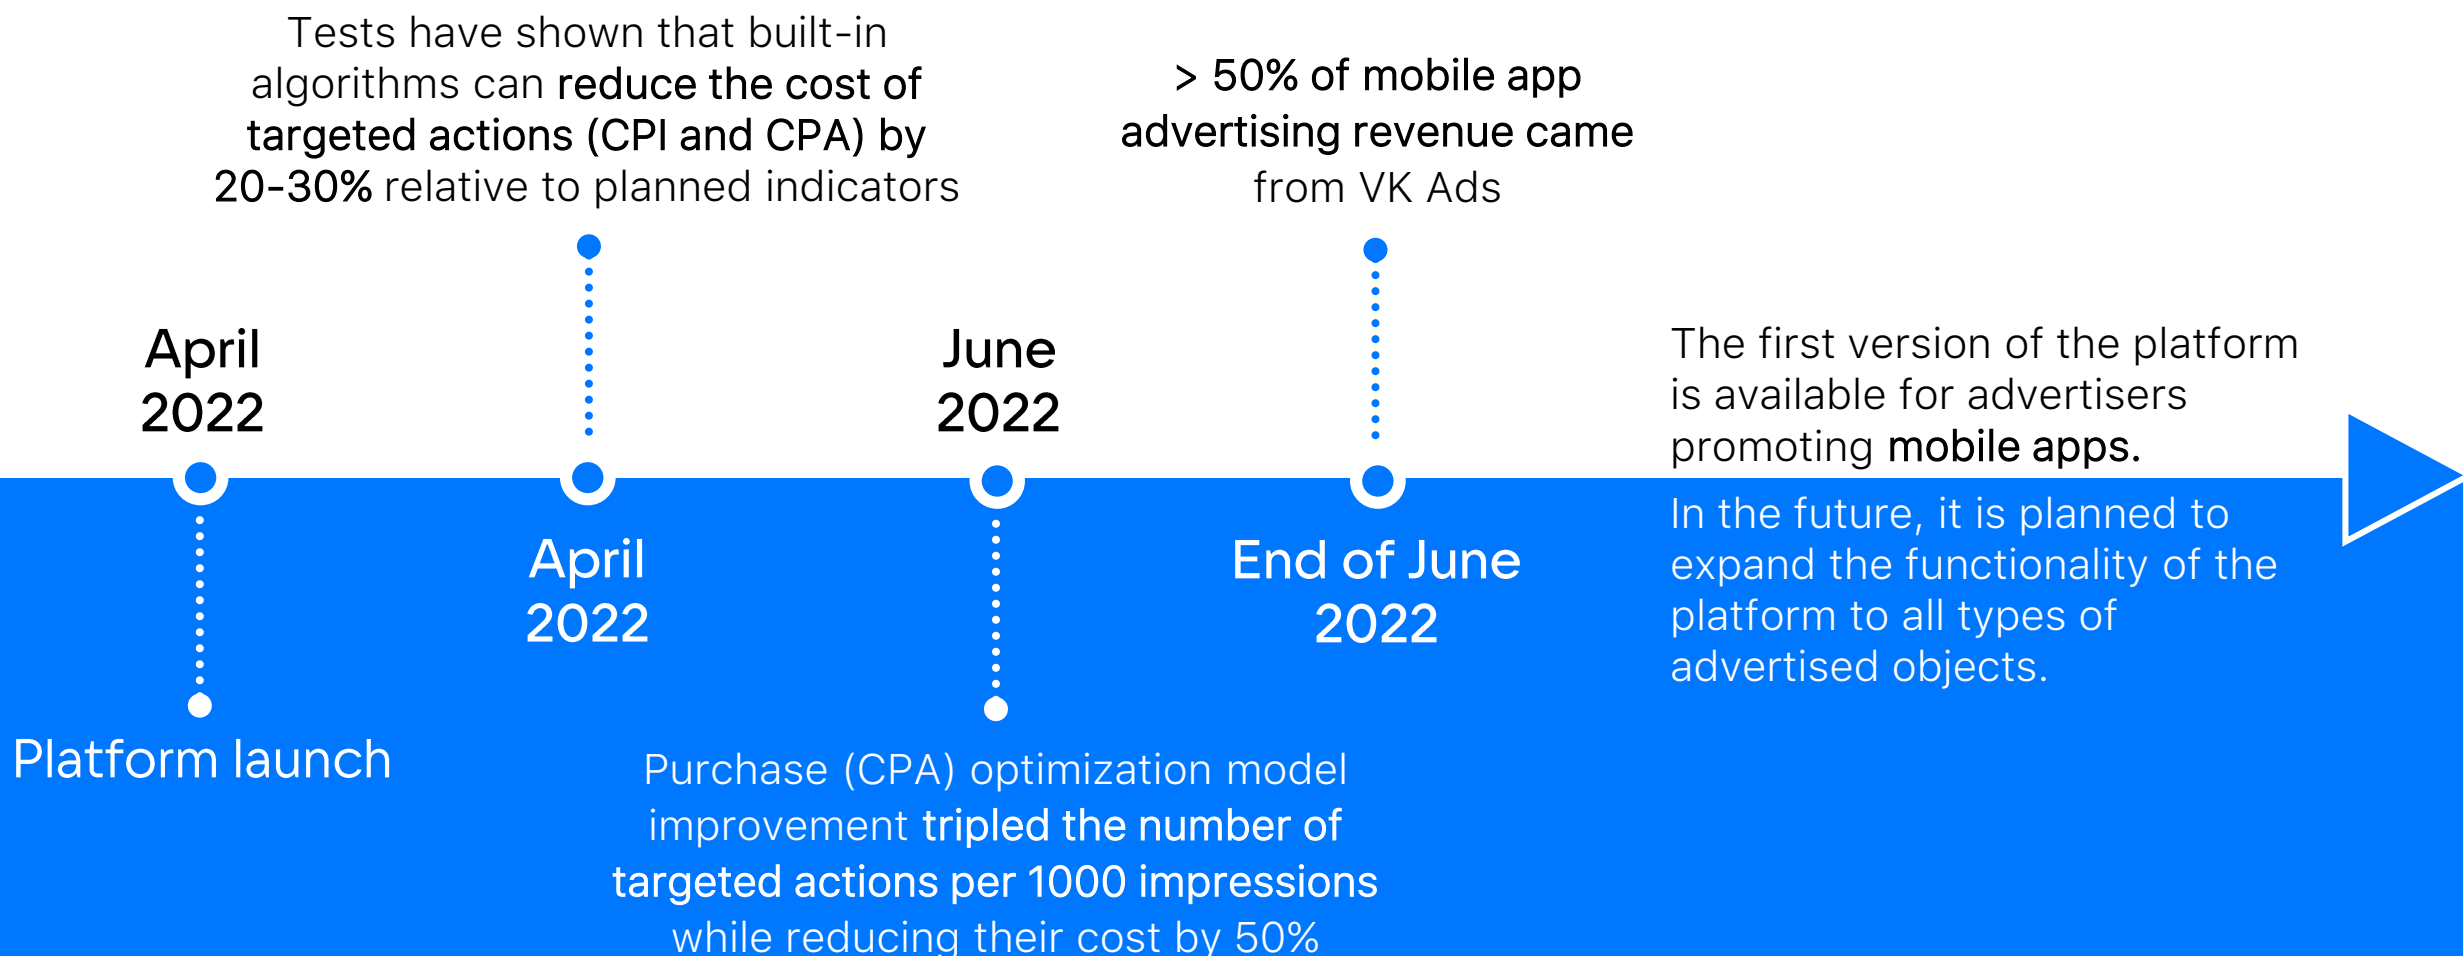 Tests have shown that built-in
algorithms can reduce the cost of
targeted actions (CPI and CPA) by
20-30% relative to planned indicators
> 50% of mobile app
advertising revenue came
from VK Ads
April
2022
June
2022
The first version of the platform
is available for advertisers
promoting mobile apps.
In the future, it is planned to
expand the functionality of the
platform to all types of
advertised objects.
April
2022
End of June
2022
Platform launch
Purchase (CPA) optimization model
improvement tripled the number of
targeted actions per 1000 impressions
while reducing their cost by 50%